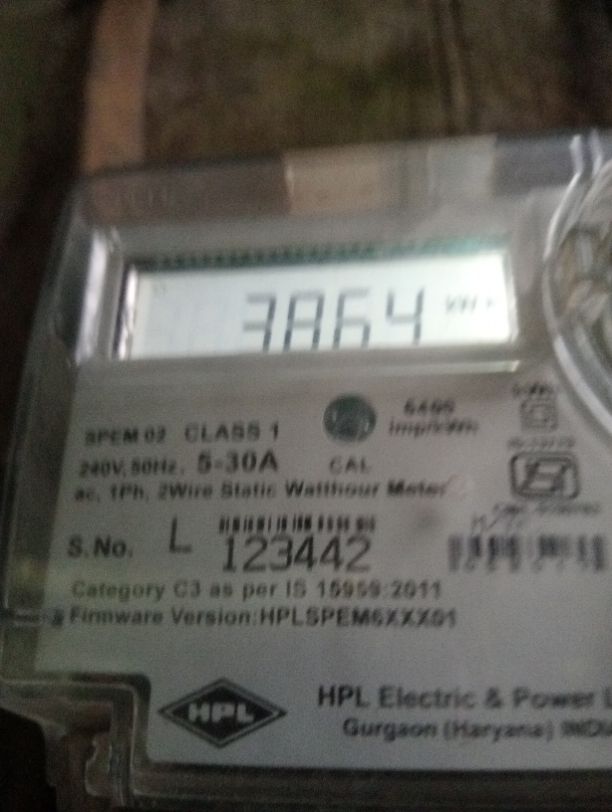 3864 kWh
SPEM 02 CLASS 1
imp/kWh
240V, 50Hz, 5-30A CAL
ac, 1Ph, 2Wire Static Watthour Meter
S. No. L 123442
Category C3 as per IS 15959:2011
Firmware Version:HPLSPEM6XXX01
HPL
HPL Electric & Power
Gurgaon (Haryana)